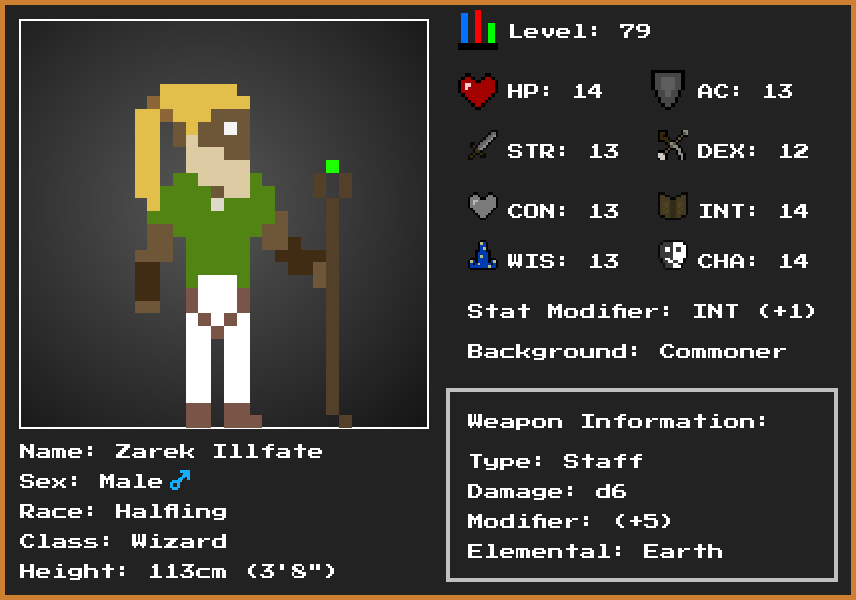 Level: 79
HP: 14 AC: 13
STR: 13 DEX: 12
CON: 13 INT: 14
WIS: 13 CHA: 14
Stat Modifier: INT (+1)
Background: Commoner
Weapon Information:
Type: Staff
Damage: d6
Modifier: (+5)
Elemental: Earth
Name: Zarek Illfate
Sex: Male ♂
Race: Halfling
Class: Wizard
Height: 113cm (3'8")